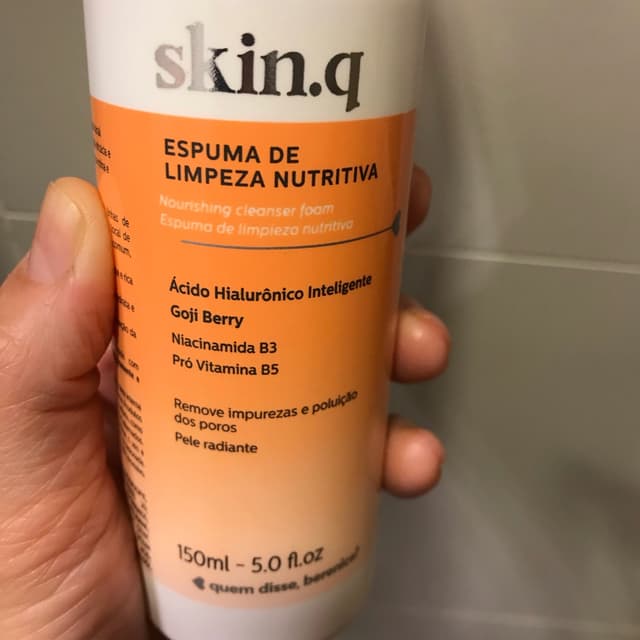 skin.q
ESPUMA DE
LIMPEZA NUTRITIVA
Nourishing cleanser foam
Espuma de limpieza nutritiva
Ácido Hialurônico Inteligente
Goji Berry
Niacinamida B3
Pró Vitamina B5
Remove impurezas e poluição
dos poros
Pele radiante
150ml - 5.0 fl.oz
quem disse, berenice?